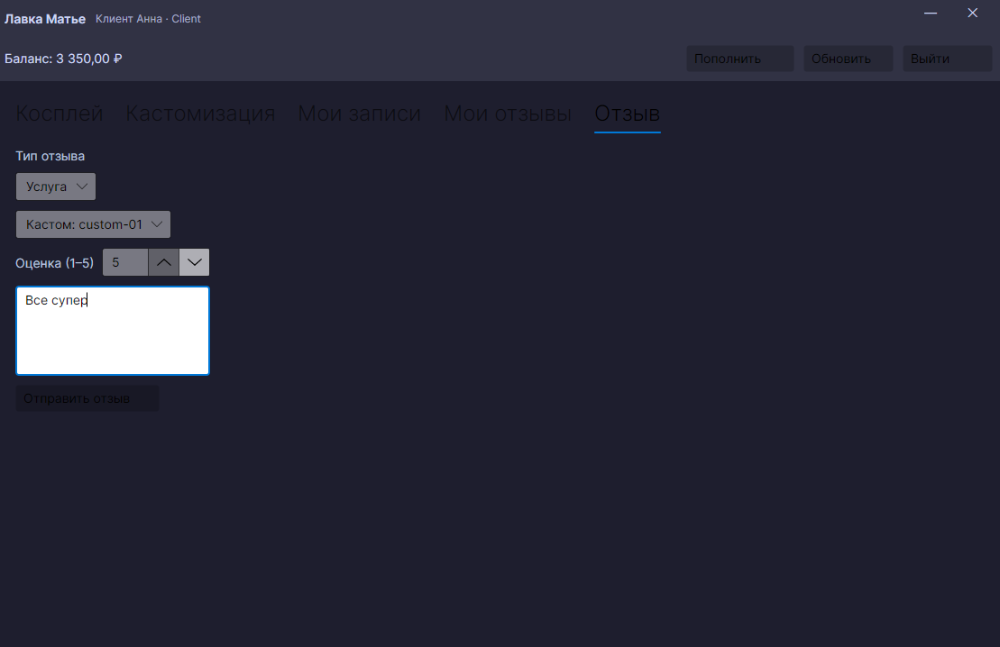 Лавка Матье Клиент Анна · Client
Баланс: 3 350,00 ₽ Пополнить Обновить Выйти
Косплей Кастомизация Мои записи Мои отзывы Отзыв
Тип отзыва
Услуга
Кастом: custom-01
Оценка (1–5) 5
Все супер
Отправить отзыв